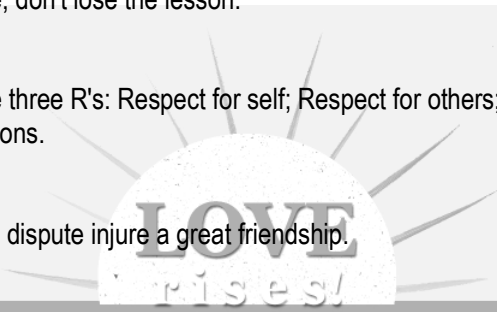 , don't lose the lesson.
three R's: Respect for self; Respect for others;
ons.
dispute injure a great friendship.
LOVE
rises!